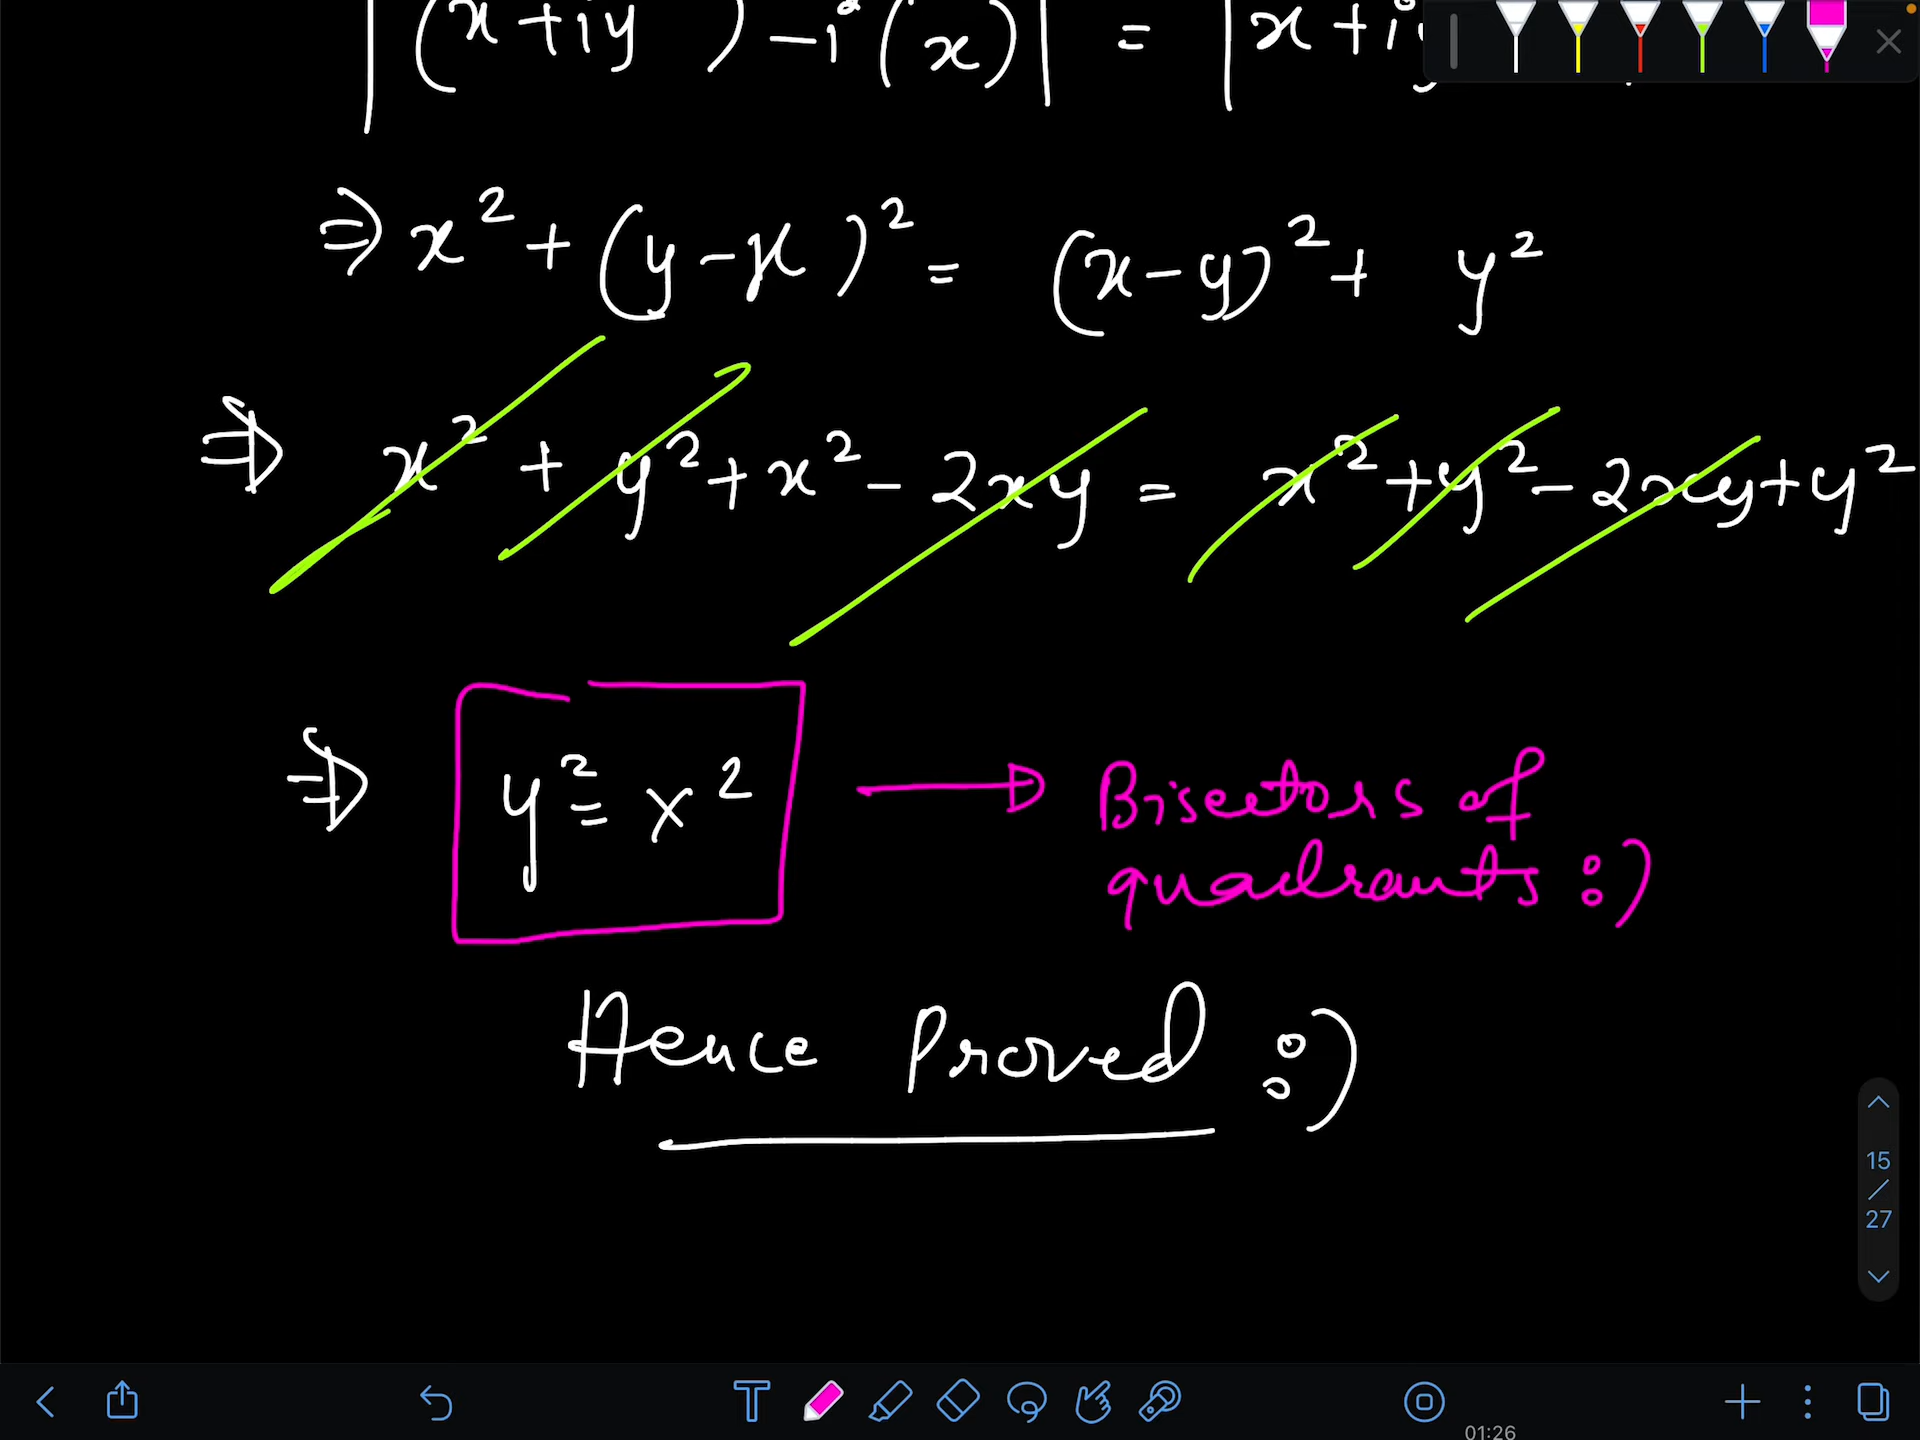 |(x+iy)-i(x)| = |x+iy
⇒ x²+(y-x)² = (x-y)²+ y²
⇒ x² + y²+x²-2xy = x²+y²-2xy+y²
⇒ y²=x² → Bisectors of
quadrants :)
Hence Proved :)
15
/
27
T
01:26